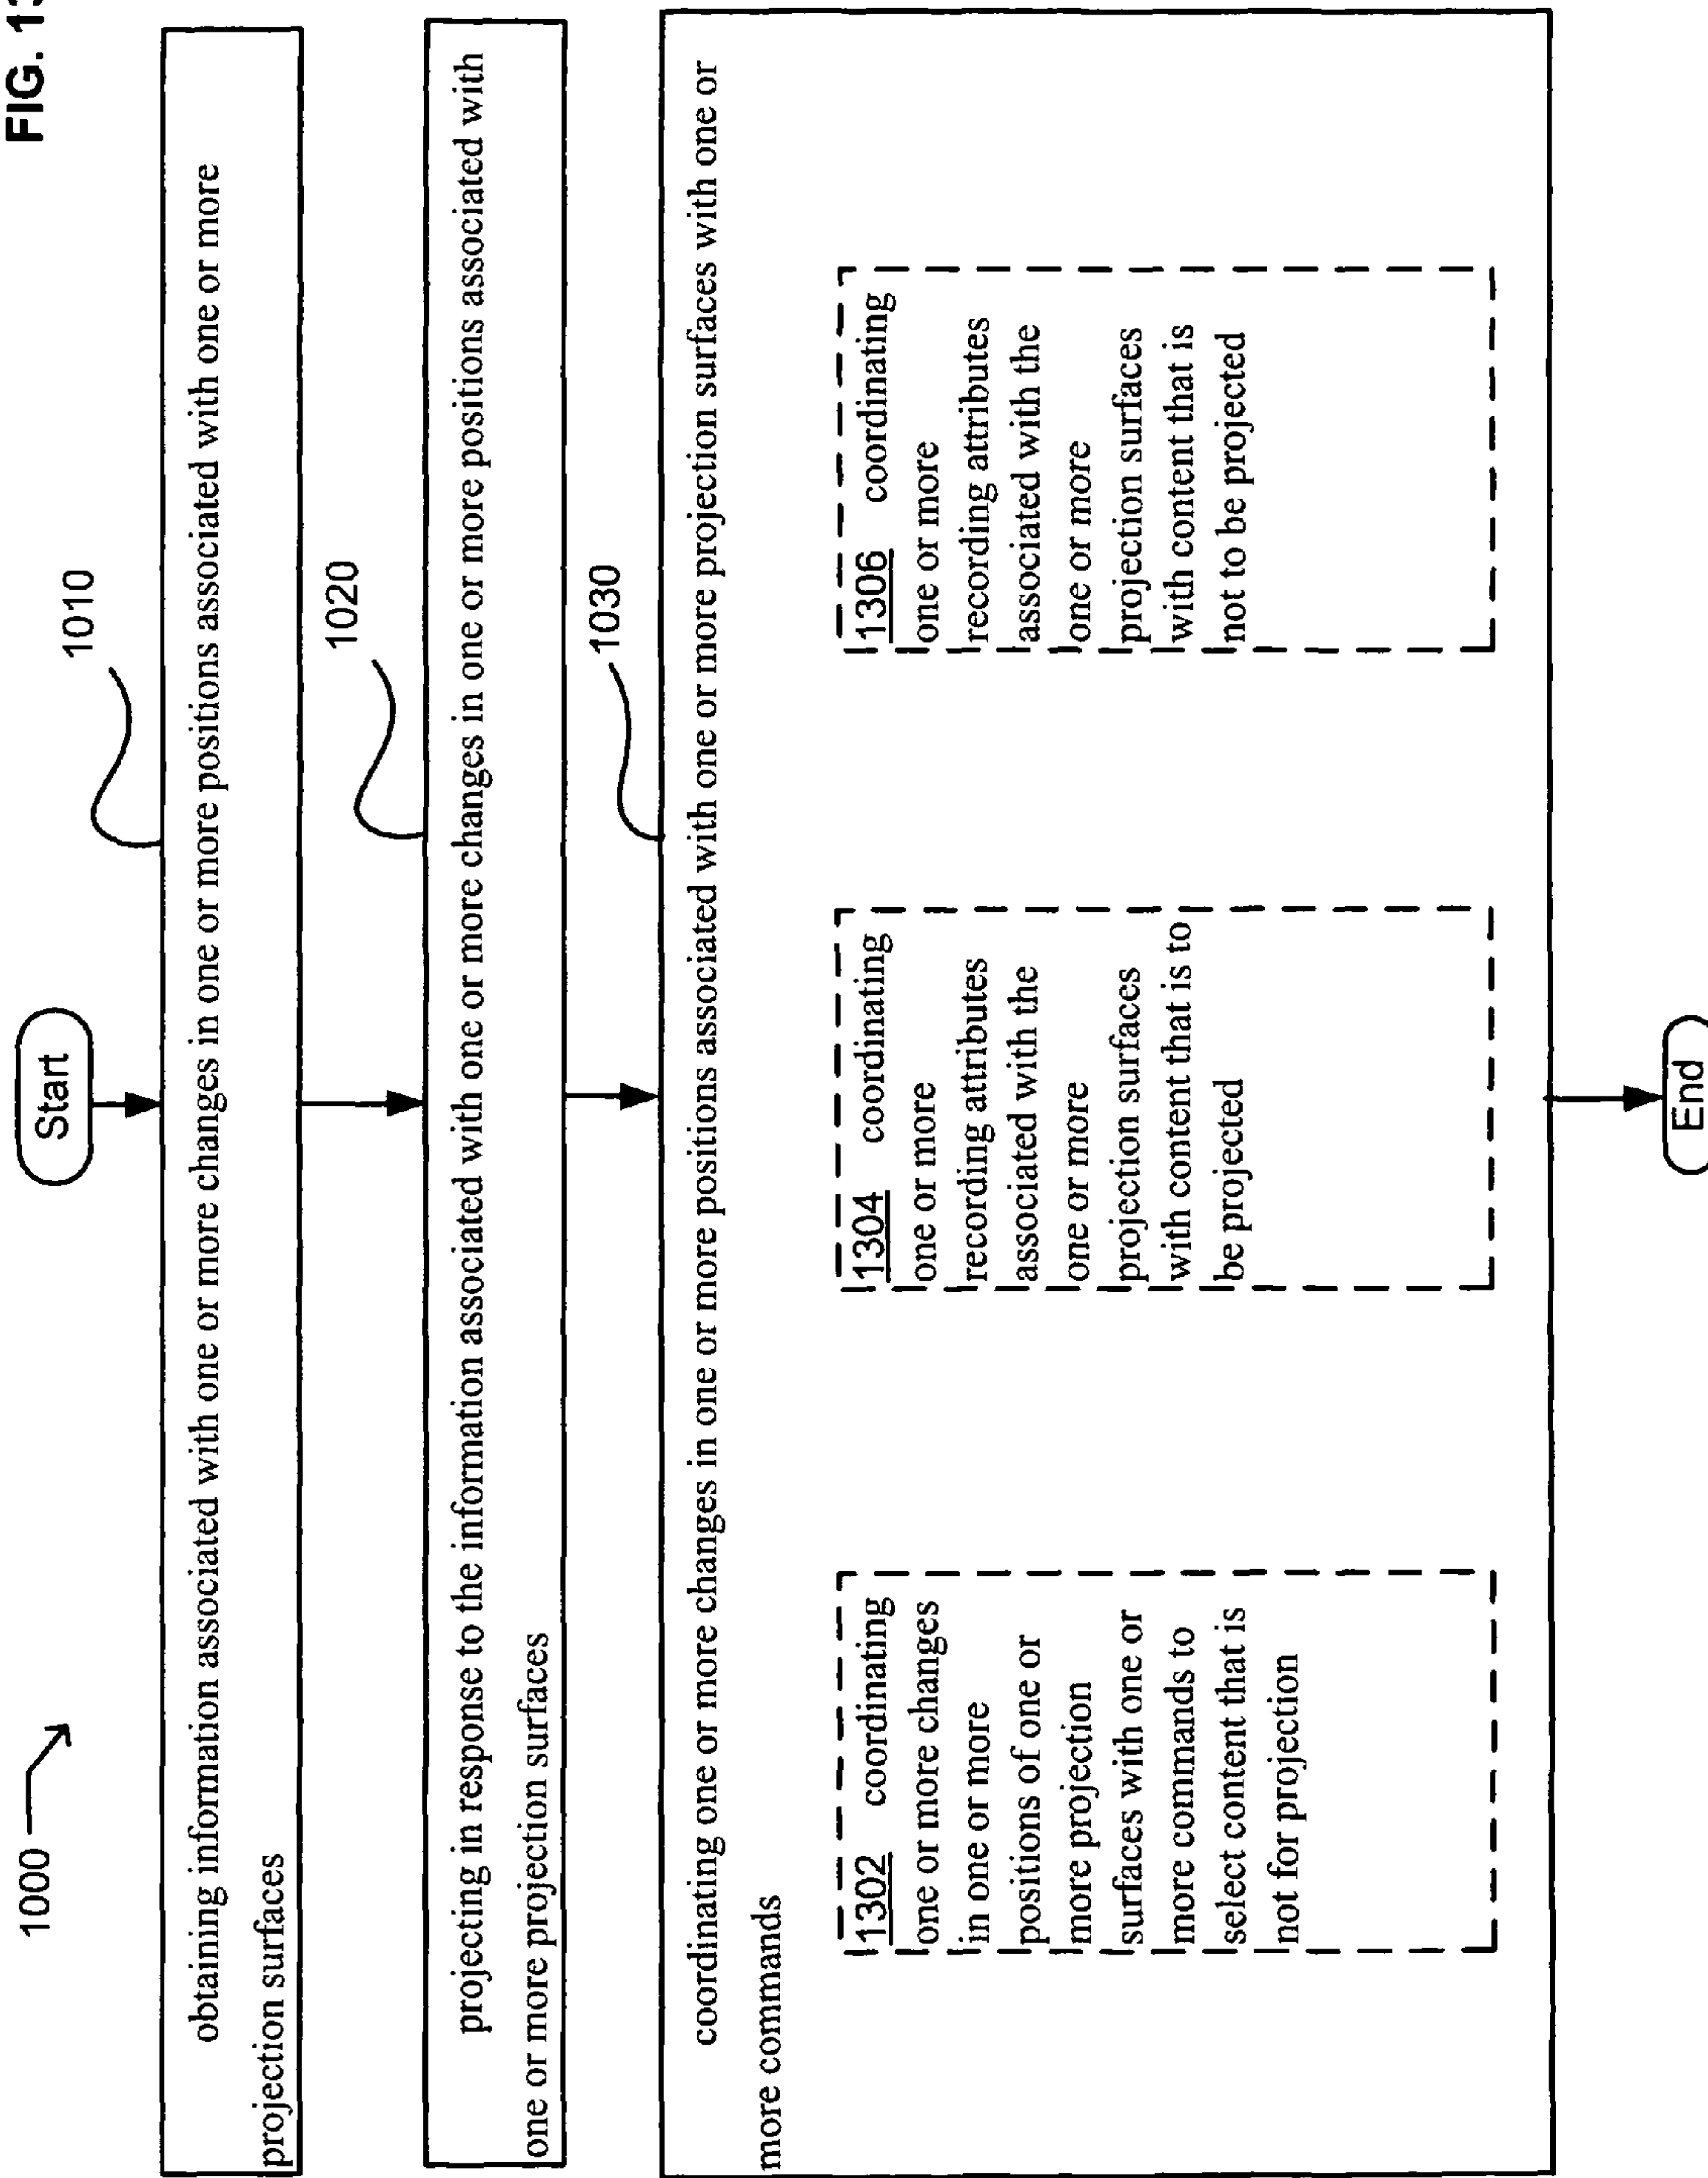 FIG. 13
1000
Start
1010
obtaining information associated with one or more changes in one or more positions associated with one or more
projection surfaces
1020
projecting in response to the information associated with one or more changes in one or more positions associated with
one or more projection surfaces
1030
coordinating one or more changes in one or more positions associated with one or more projection surfaces with one or
more commands
1302 coordinating
one or more changes
in one or more
positions of one or
more projection
surfaces with one or
more commands to
select content that is
not for projection
1304 coordinating
one or more
recording attributes
associated with the
one or more
projection surfaces
with content that is to
be projected
1306 coordinating
one or more
recording attributes
associated with the
one or more
projection surfaces
with content that is
not to be projected
End